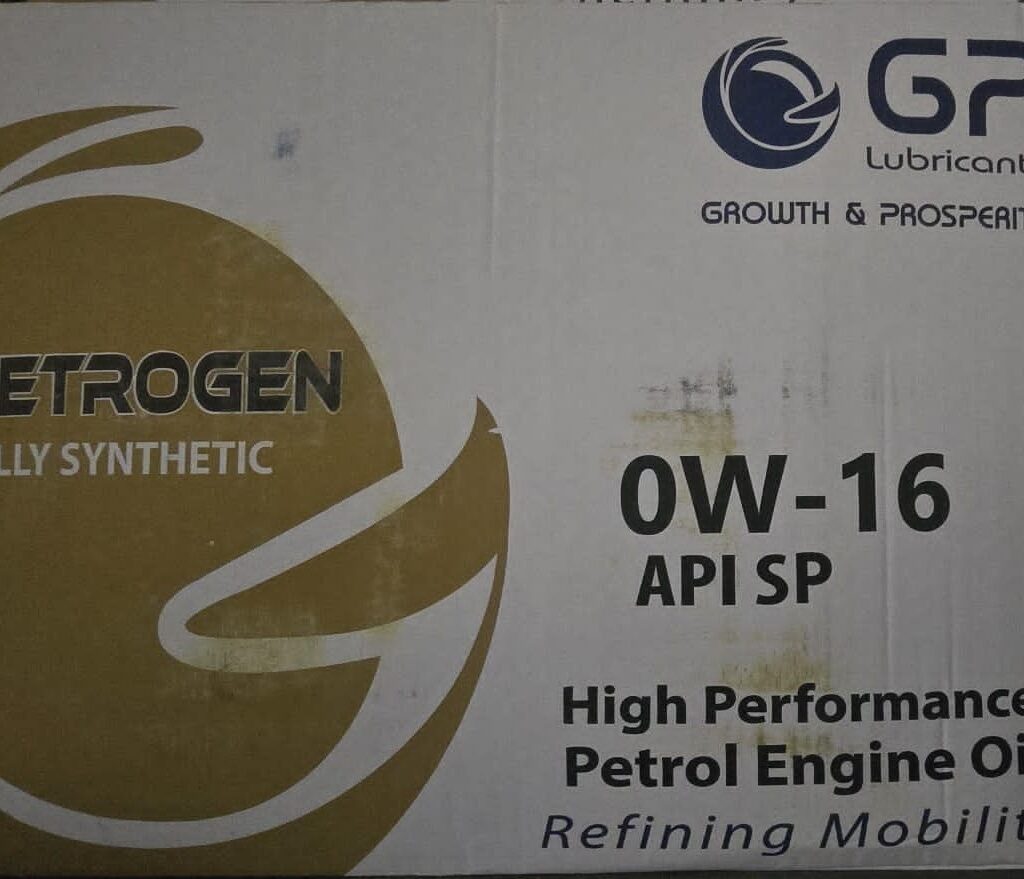 GP
Lubricant
GROWTH & PROSPERIT
ETROGEN
LLY SYNTHETIC
0W-16
API SP
High Performance
Petrol Engine Oi
Refining Mobilit